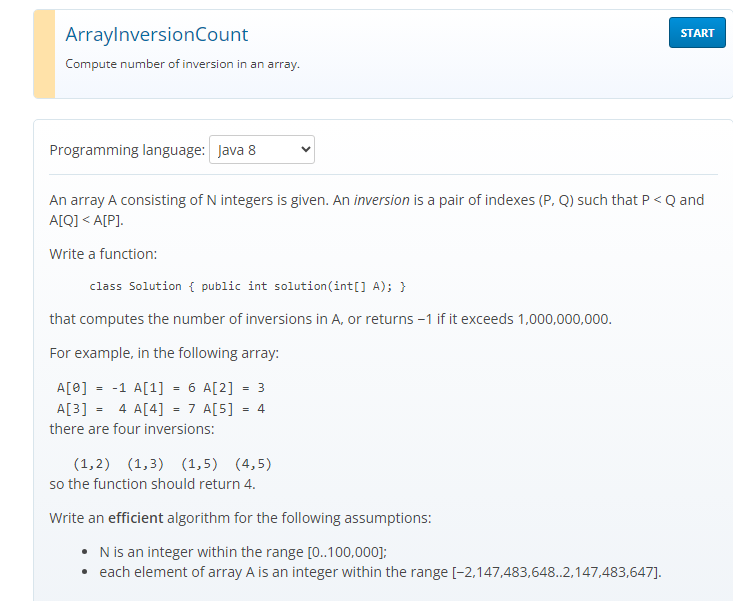 ArrayInversionCount
START
Compute number of inversion in an array.
Programming language: Java 8
An array A consisting of N integers is given. An inversion is a pair of indexes (P, Q) such that P < Q and
A[Q] < A[P].
Write a function:
class Solution { public int solution(int[] A); }
that computes the number of inversions in A, or returns −1 if it exceeds 1,000,000,000.
For example, in the following array:
A[0] = -1 A[1] = 6 A[2] = 3
A[3] =  4 A[4] = 7 A[5] = 4
there are four inversions:
(1,2)  (1,3)  (1,5)  (4,5)
so the function should return 4.
Write an efficient algorithm for the following assumptions:
• N is an integer within the range [0..100,000];
• each element of array A is an integer within the range [−2,147,483,648..2,147,483,647].